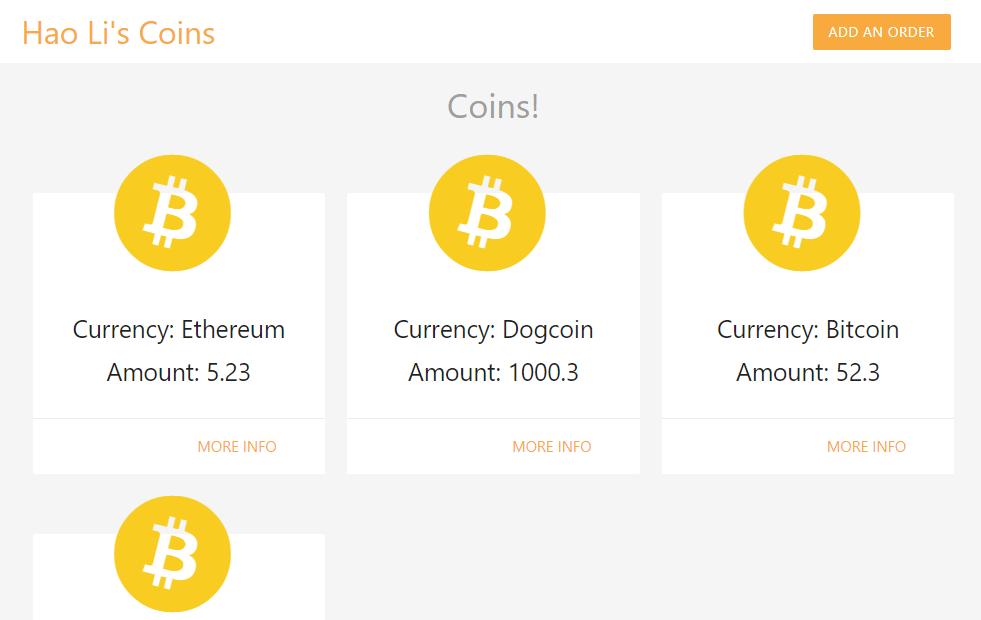 Hao Li's Coins
ADD AN ORDER
Coins!
Currency: Ethereum
Amount: 5.23
MORE INFO
Currency: Dogcoin
Amount: 1000.3
MORE INFO
Currency: Bitcoin
Amount: 52.3
MORE INFO